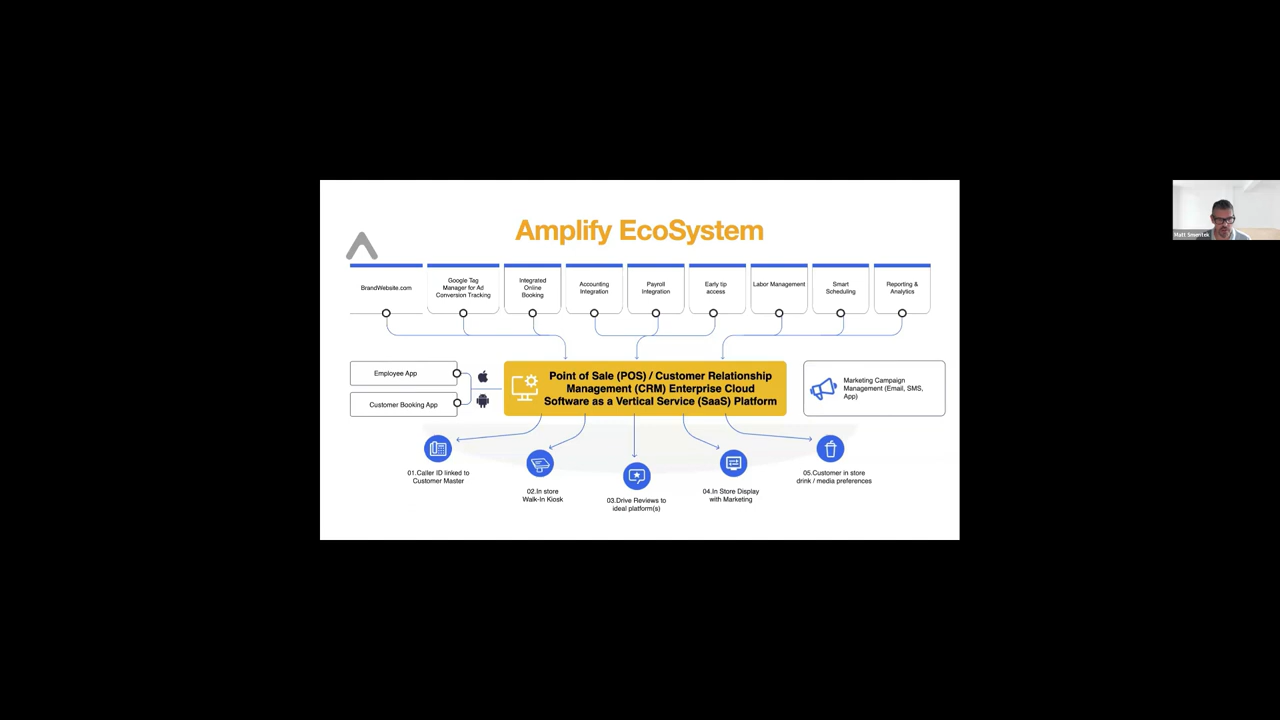 Amplify EcoSystem
BrandWebsite.com
Google Tag
Manager for Ad
Conversion Tracking
Integrated
Online
Booking
Accounting
Integration
Payroll
Integration
Early tip
access
Labor Management
Smart
Scheduling
Reporting &
Analytics
Employee App
Customer Booking App
Point of Sale (POS) / Customer Relationship
Management (CRM) Enterprise Cloud
Software as a Vertical Service (SaaS) Platform
Marketing Campaign
Management (Email, SMS,
App)
01.Caller ID linked to
Customer Master
02.In store
Walk-In Kiosk
03.Drive Reviews to
ideal platform(s)
04.In Store Display
with Marketing
05.Customer in store
drink / media preferences
Matt